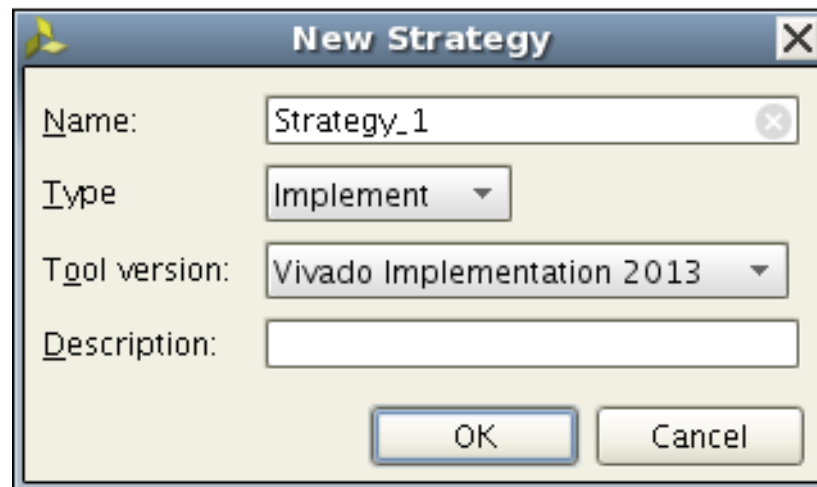 New Strategy
Name: Strategy_1
Type Implement
Tool version: Vivado Implementation 2013
Description:
OK Cancel